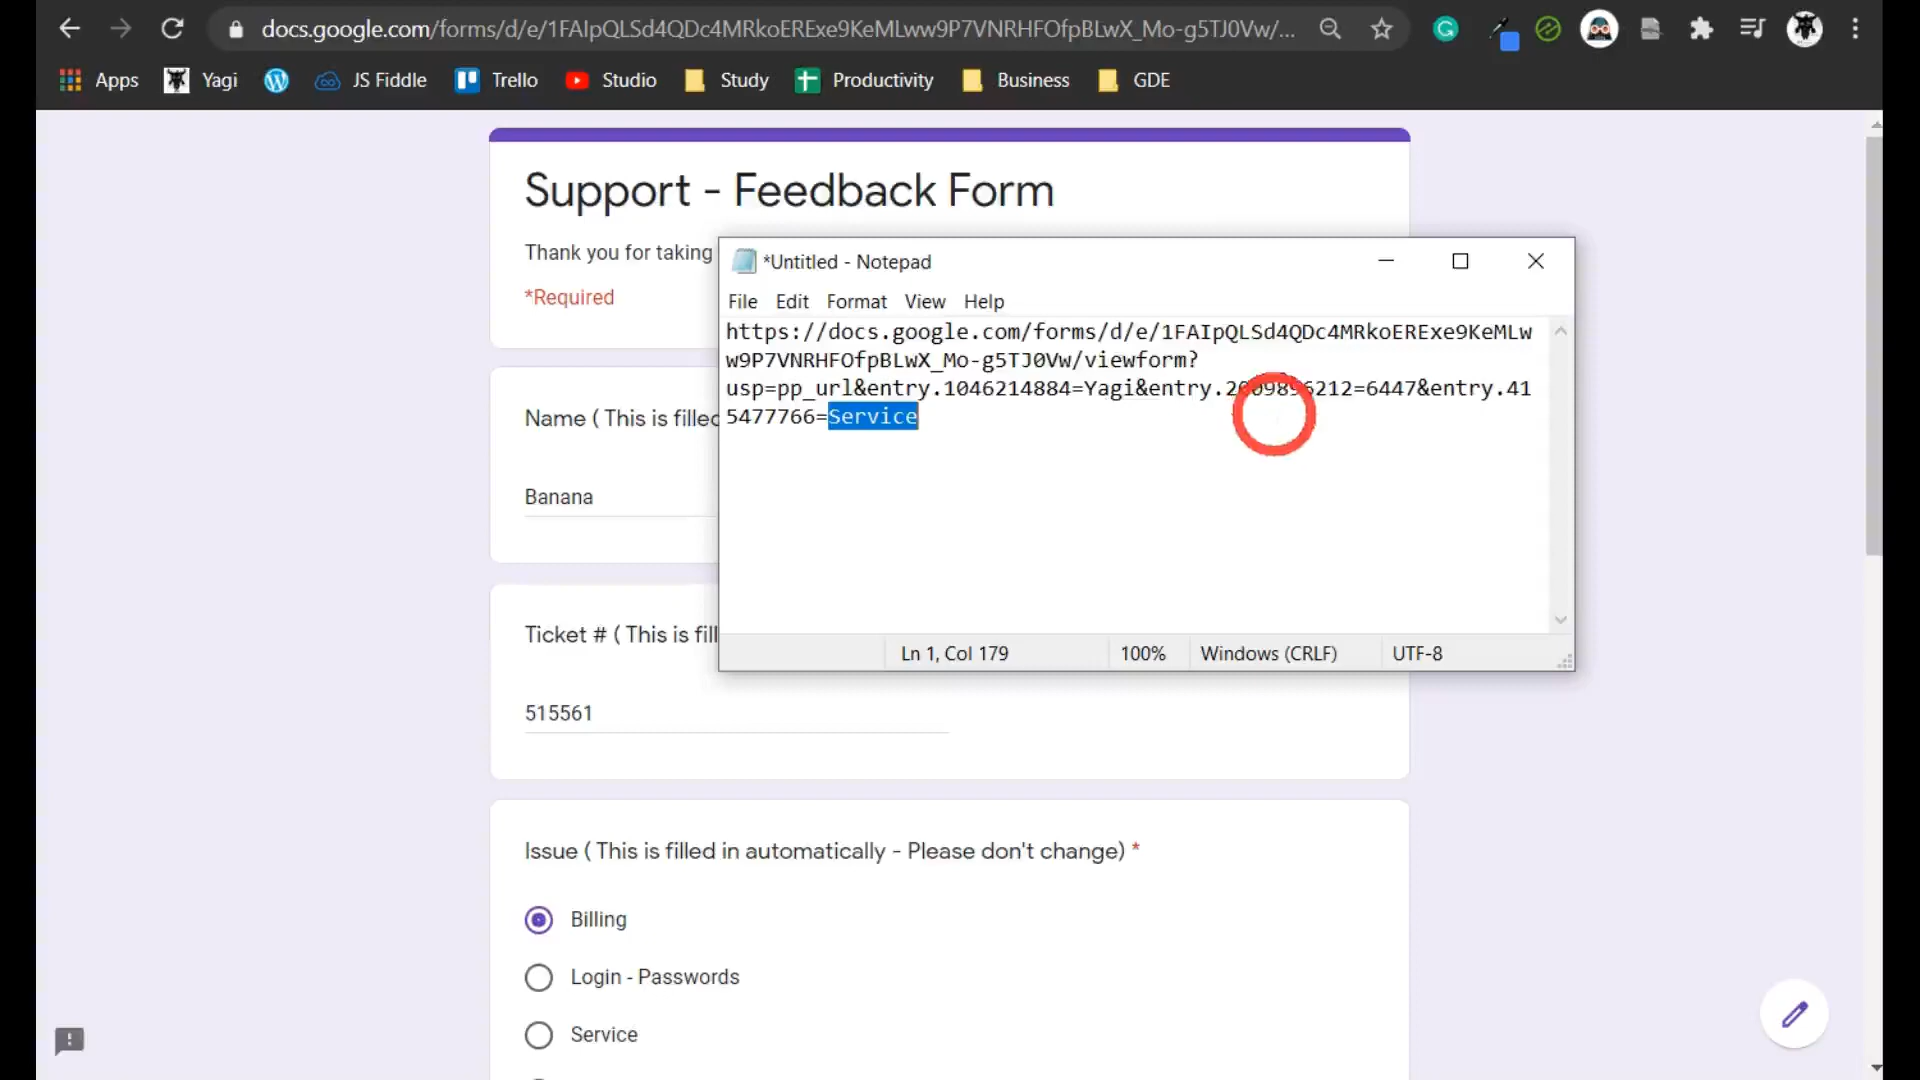 docs.google.com/forms/d/e/1FAIpQLSd4QDc4MRkoERExe9KeMLww9P7VNRHFOfpBLwX_Mo-g5TJ0Vw/...
Apps Yagi JS Fiddle Trello Studio Study Productivity Business GDE
Support - Feedback Form
Thank you for taking
*Required
*Untitled - Notepad
File Edit Format View Help
https://docs.google.com/forms/d/e/1FAIpQLSd4QDc4MRkoERExe9KeMLw
w9P7VNRHFOfpBLwX_Mo-g5TJ0Vw/viewform?
usp=pp_url&entry.1046214884=Yagi&entry.2009896212=6447&entry.41
5477766=Service
Ln 1, Col 179 100% Windows (CRLF) UTF-8
Name ( This is filled
Banana
Ticket # ( This is fill
515561
Issue ( This is filled in automatically - Please don't change) *
Billing
Login - Passwords
Service